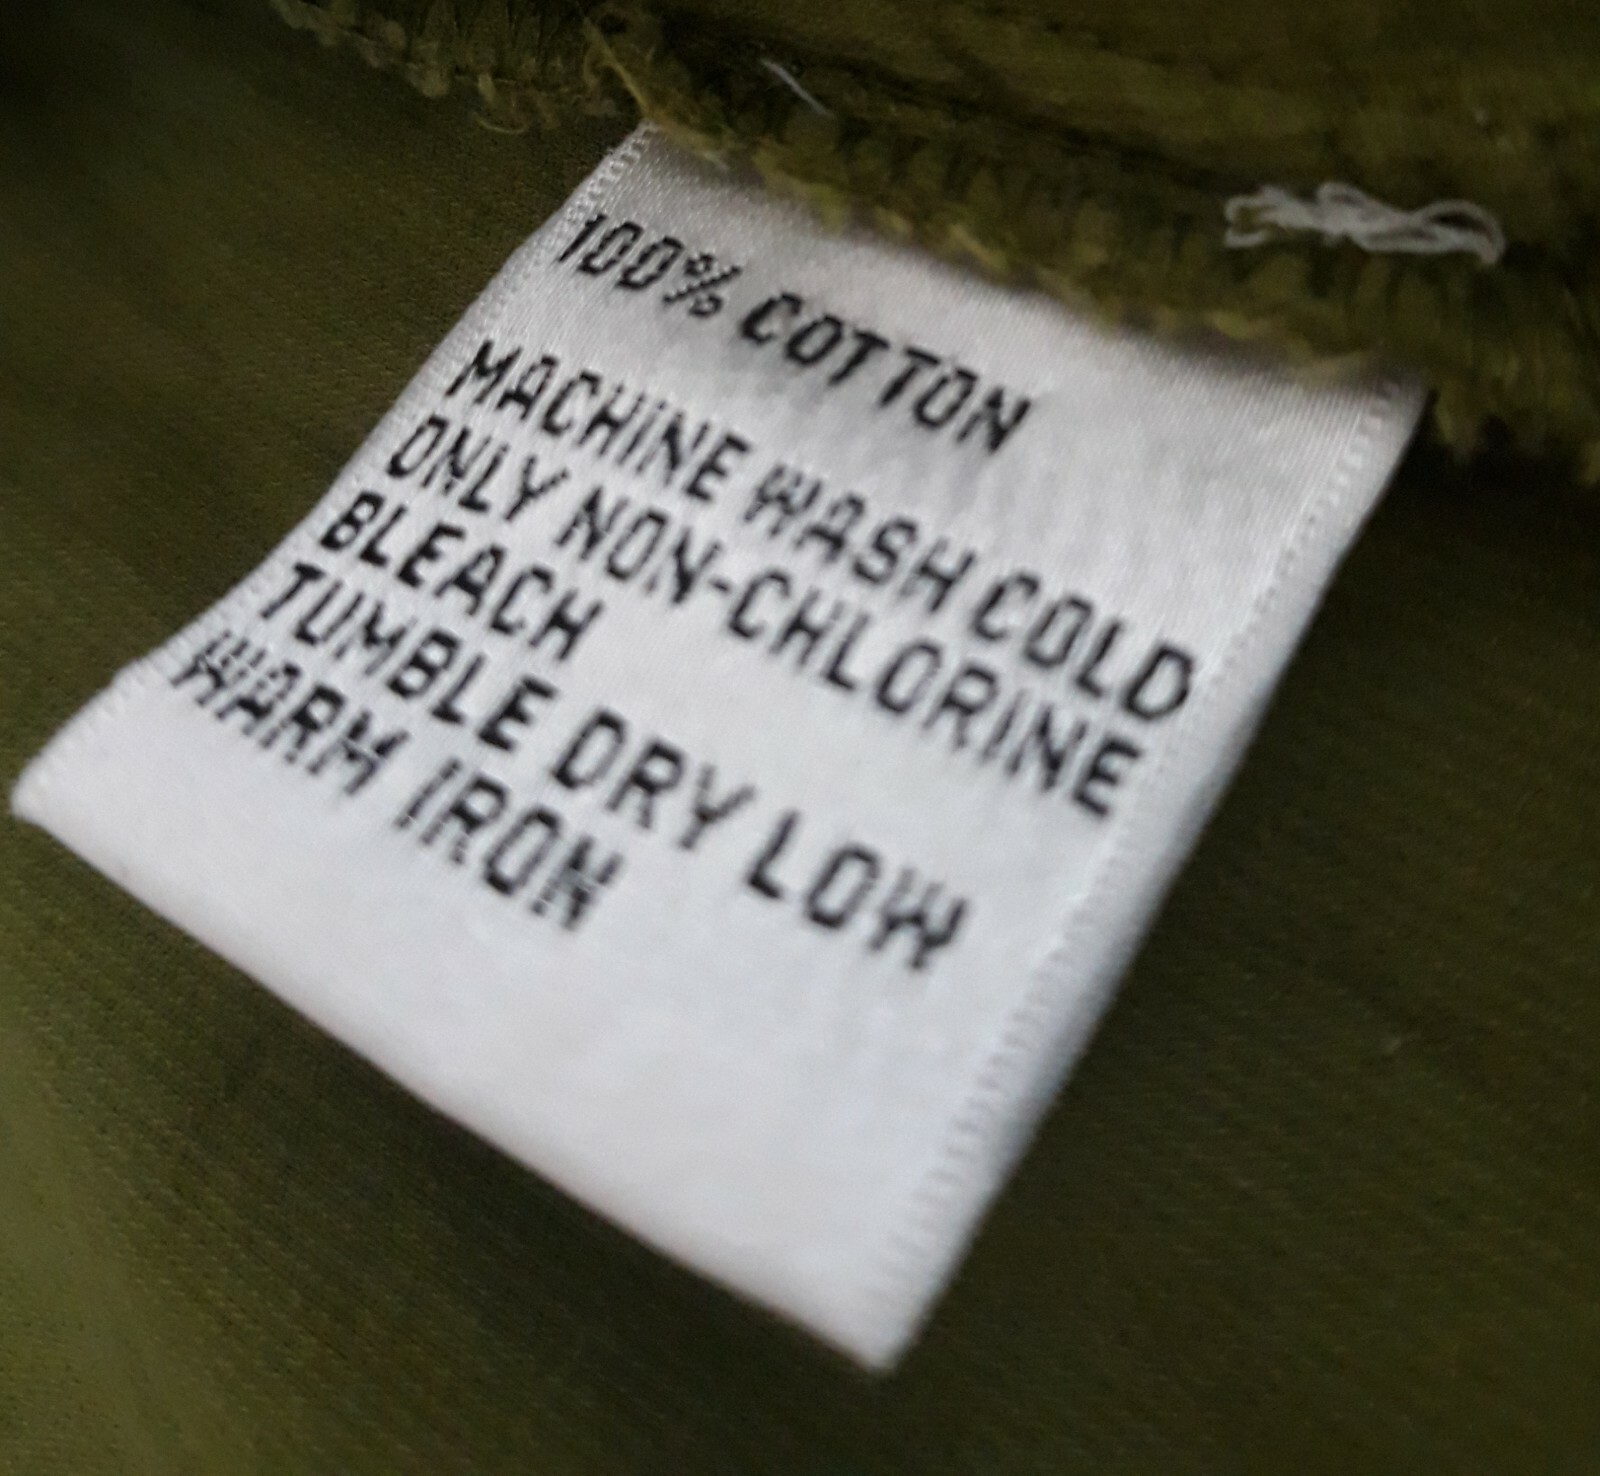 100% COTTON
MACHINE WASH COLD
ONLY NON-CHLORINE
BLEACH
TUMBLE DRY LOW
WARM IRON